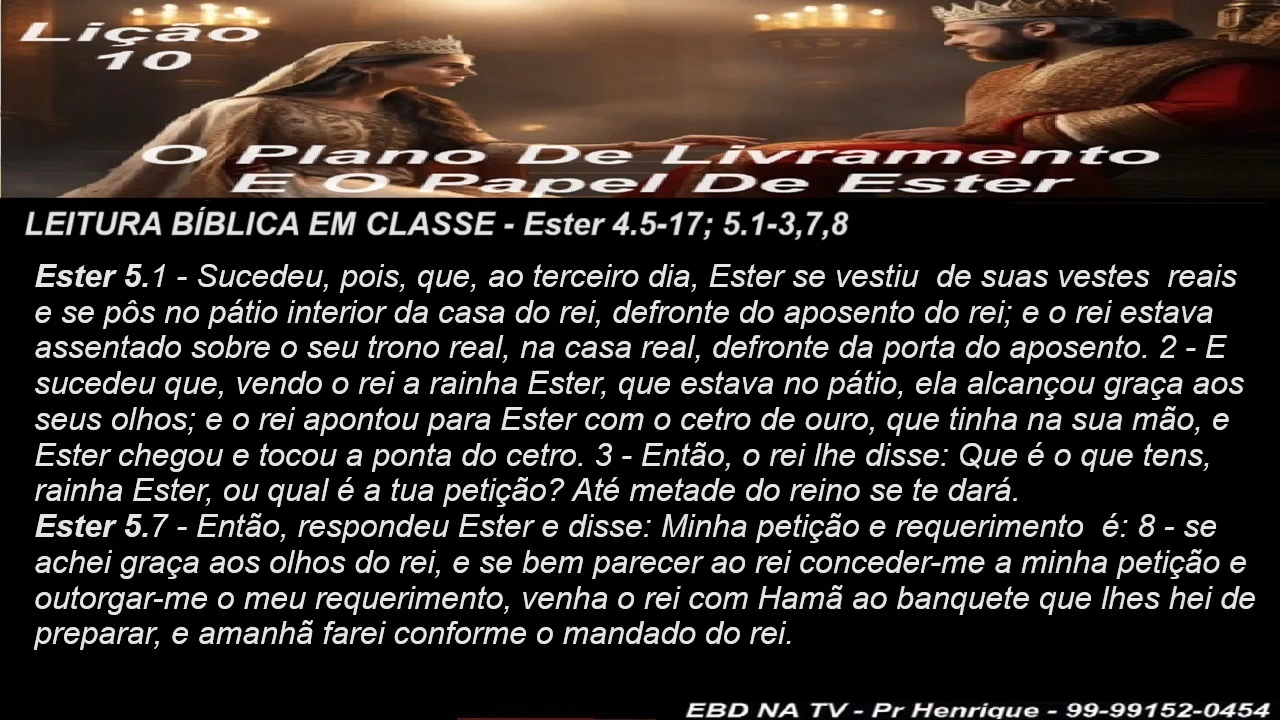 Lição
10
O Plano De Livramento
E O Papel De Ester
LEITURA BÍBLICA EM CLASSE - Ester 4.5-17; 5.1-3,7,8
Ester 5.1 - Sucedeu, pois, que, ao terceiro dia, Ester se vestiu de suas vestes reais
e se pôs no pátio interior da casa do rei, defronte do aposento do rei; e o rei estava
assentado sobre o seu trono real, na casa real, defronte da porta do aposento. 2 - E
sucedeu que, vendo o rei a rainha Ester, que estava no pátio, ela alcançou graça aos
seus olhos; e o rei apontou para Ester com o cetro de ouro, que tinha na sua mão, e
Ester chegou e tocou a ponta do cetro. 3 - Então, o rei lhe disse: Que é o que tens,
rainha Ester, ou qual é a tua petição? Até metade do reino se te dará.
Ester 5.7 - Então, respondeu Ester e disse: Minha petição e requerimento é: 8 - se
achei graça aos olhos do rei, e se bem parecer ao rei conceder-me a minha petição e
outorgar-me o meu requerimento, venha o rei com Hamã ao banquete que lhes hei de
preparar, e amanhã farei conforme o mandado do rei.
EBD NA TV - Pr Henrique - 99-99152-0454